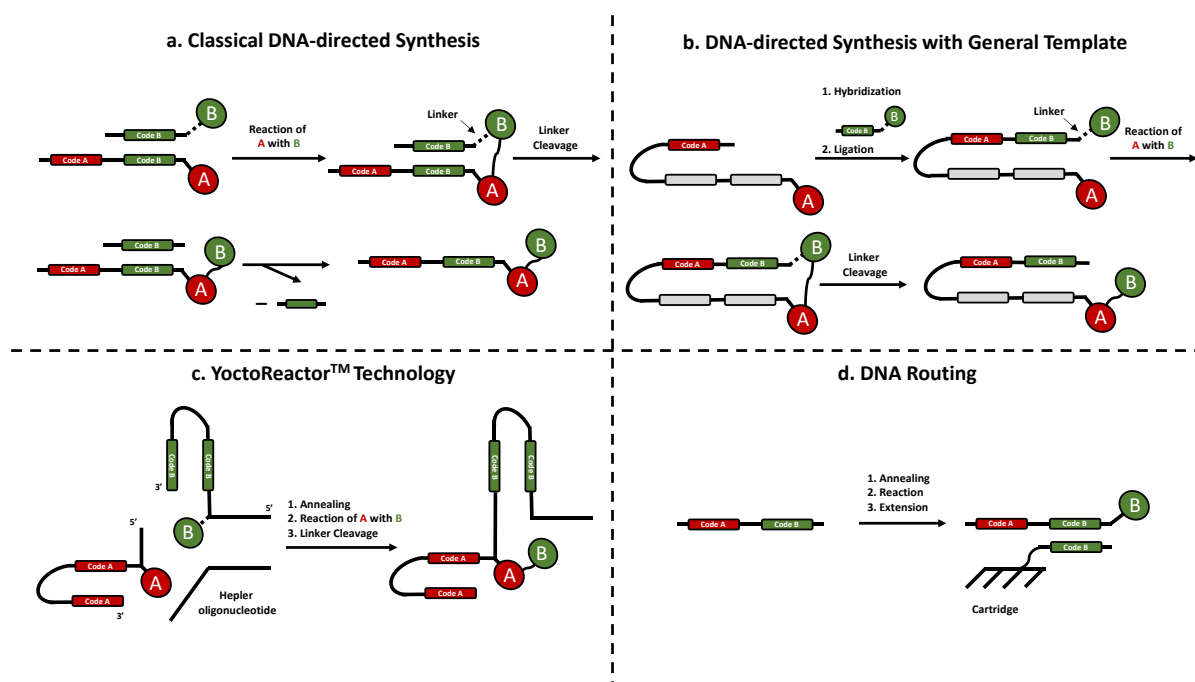 a. Classical DNA-directed Synthesis
Code B
B
Code A
Code B
A
Reaction of
A with B
Linker
Code B
B
Code A
Code B
A
Linker
Cleavage
Code B
B
Code A
Code B
A
–
Code A
Code B
B
A
b. DNA-directed Synthesis with General Template
Code A
A
1. Hybridization
Code B
B
2. Ligation
Linker
Code A
Code B
B
A
Reaction of
A with B
Code A
Code B
B
A
Linker
Cleavage
Code A
Code B
B
A
c. YoctoReactor™ Technology
Code B
Code B
3’
5’
B
5’
Code A
A
Code A
3’
Hepler
oligonucleotide
1. Annealing
2. Reaction of A with B
3. Linker Cleavage
Code B
Code B
Code A
A
B
Code A
d. DNA Routing
Code A
Code B
1. Annealing
2. Reaction
3. Extension
Code A
Code B
B
Code B
Cartridge